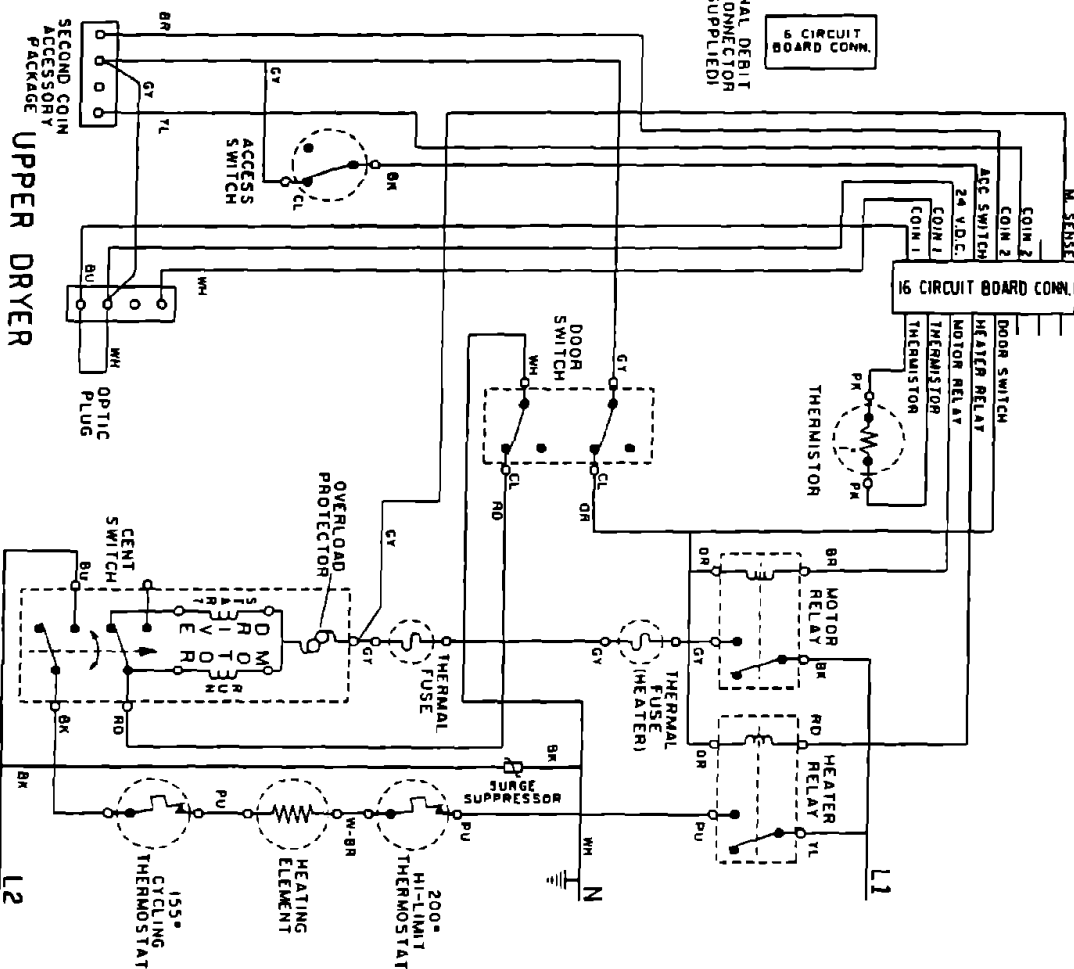 NAL DEBIT
ONNECTOR
SUPPLIED)
6 CIRCUIT
BOARD CONN.
SECOND COIN
ACCESSORY
PACKAGE
BR
GY
YL
GY
UPPER DRYER
ACCESS
SWITCH
CL
BK
M. SENSE
COIN 2
COIN 2
ACC SWITCH
24 V.D.C.
COIN 1
COIN 1
16 CIRCUIT BOARD CONN.
DOOR SWITCH
HEATER RELAY
MOTOR RELAY
THERMISTOR
THERMISTOR
BU
WH
WH
OPTIC
PLUG
DOOR
SWITCH
WH
GY
CL
CL
RD
OR
PK
PK
THERMISTOR
OVERLOAD
PROTECTOR
GY
CENT
SWITCH
BU
START
DRIVE
MOTOR
RUN
GY
THERMAL
FUSE
GY
THERMAL
FUSE
(HEATER)
GY
OR
BR
MOTOR
RELAY
BK
BK
RD
OR
RD
HEATER
RELAY
YL
PU
BK
BK
SURGE
SUPPRESSOR
WH
PU
W-BR
PU
155°
CYCLING
THERMOSTAT
HEATING
ELEMENT
200°
HI-LIMIT
THERMOSTAT
L2
N
L1